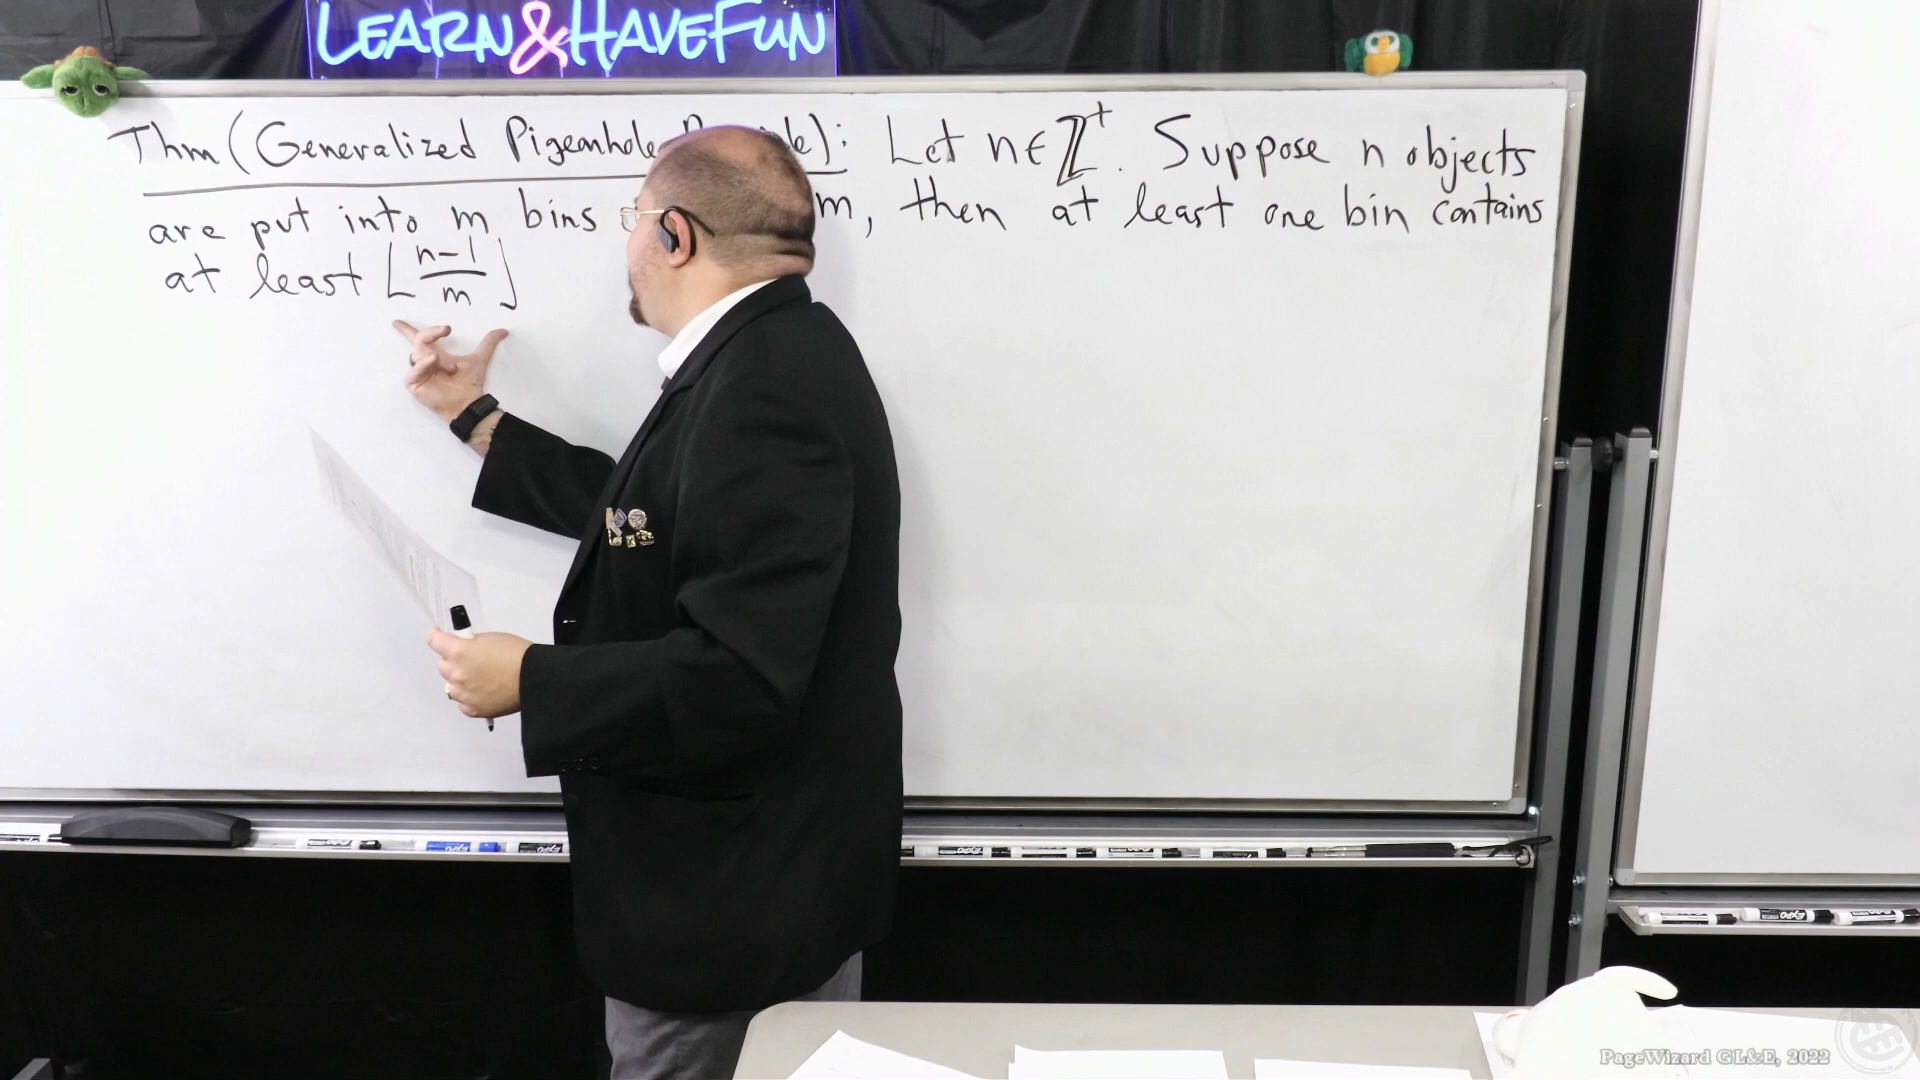 LEARN&HAVEFUN
Thm (Generalized Pigeonhole): Let n ∈ ℤ⁺. Suppose n objects
are put into m bins m, then at least one bin contains
at least ⌊(n-1)/m⌋
EXPO
PageWizard GL&E, 2022